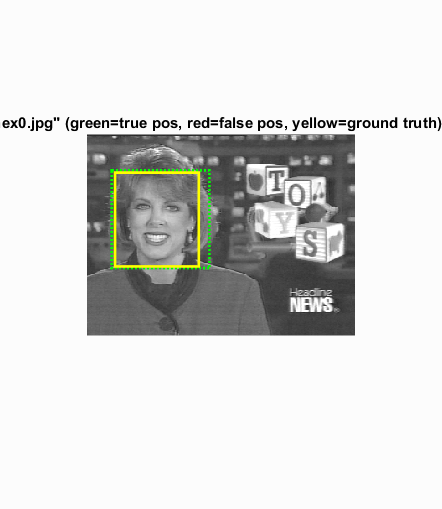 ex0.jpg" (green=true pos, red=false pos, yellow=ground truth)
T
O
Y
S
Headline
NEWS